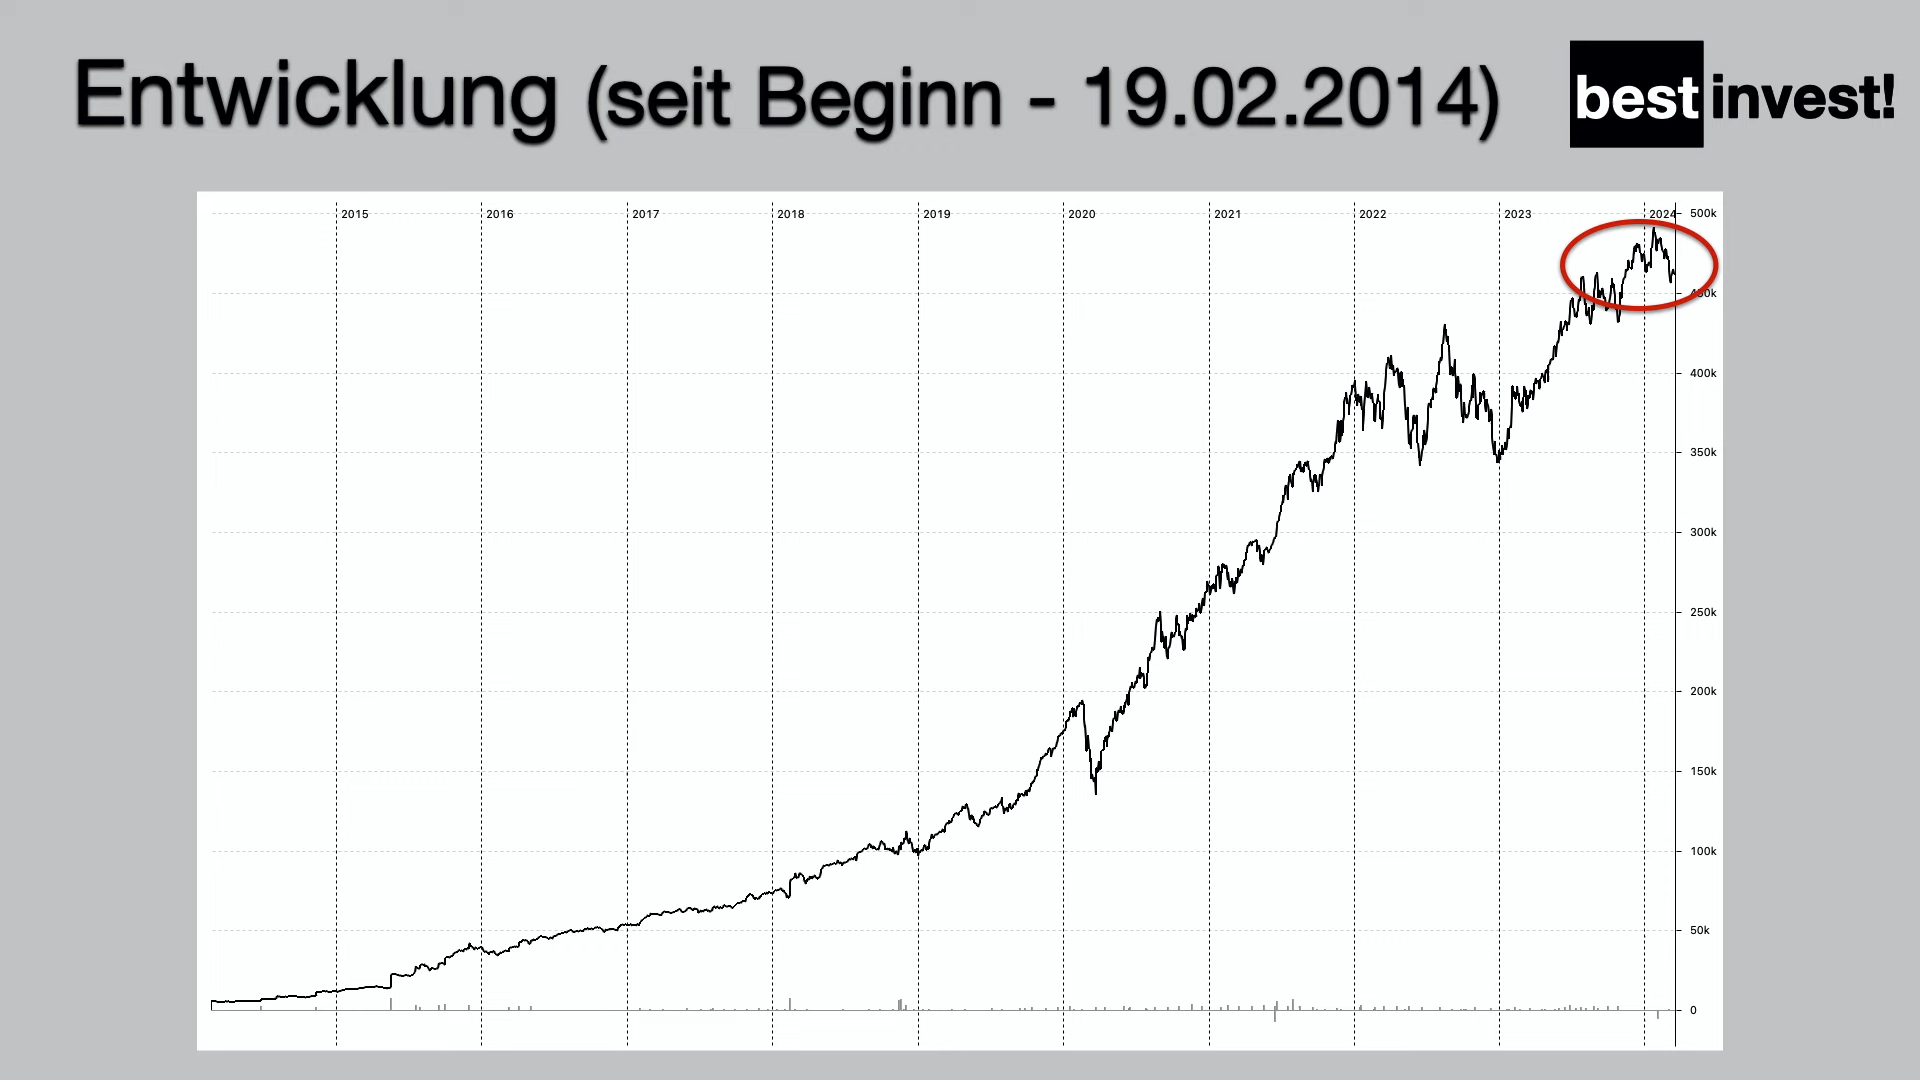 Entwicklung (seit Beginn - 19.02.2014)
best invest!
2015 2016 2017 2018 2019 2020 2021 2022 2023 2024
500k
450k
400k
350k
300k
250k
200k
150k
100k
50k
0